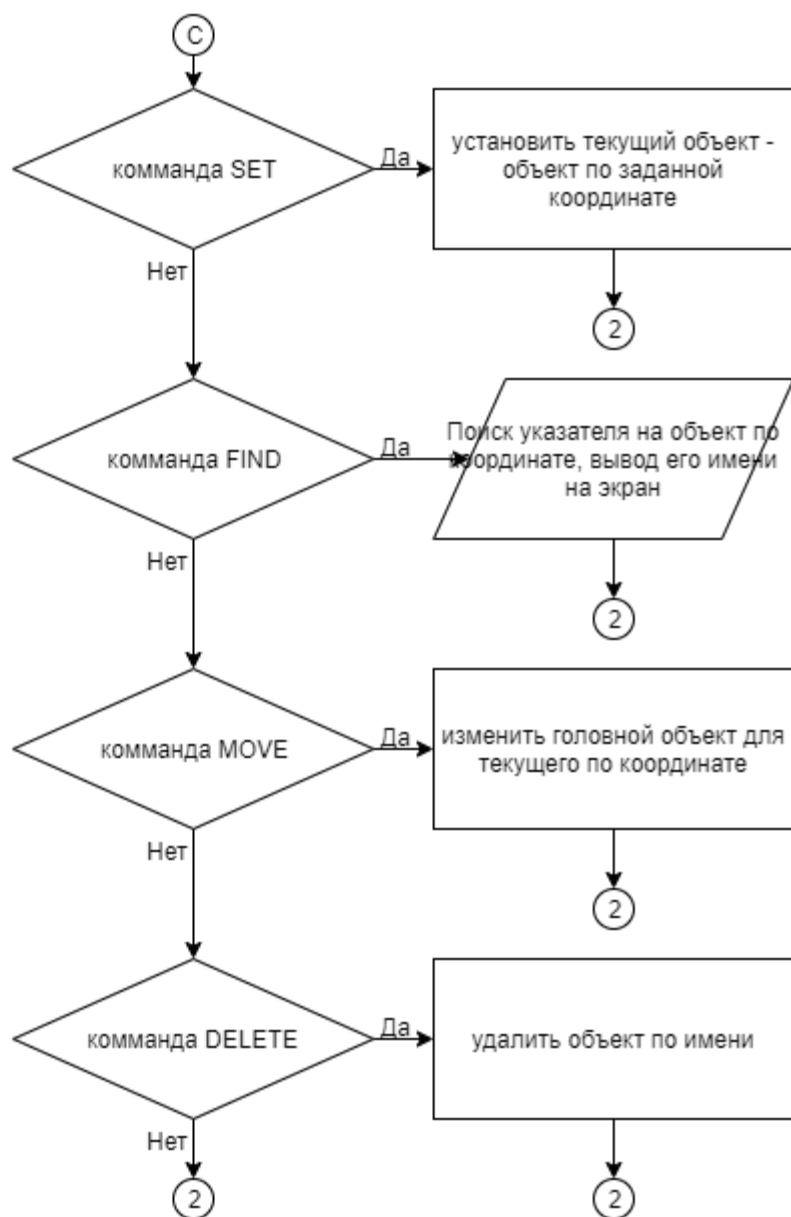 C
комманда SET
Да
установить текущий объект -
объект по заданной
координате
Нет
2
комманда FIND
Да
Поиск указателя на объект по
координате, вывод его имени
на экран
Нет
2
комманда MOVE
Да
изменить головной объект для
текущего по координате
Нет
2
комманда DELETE
Да
удалить объект по имени
Нет
2
2